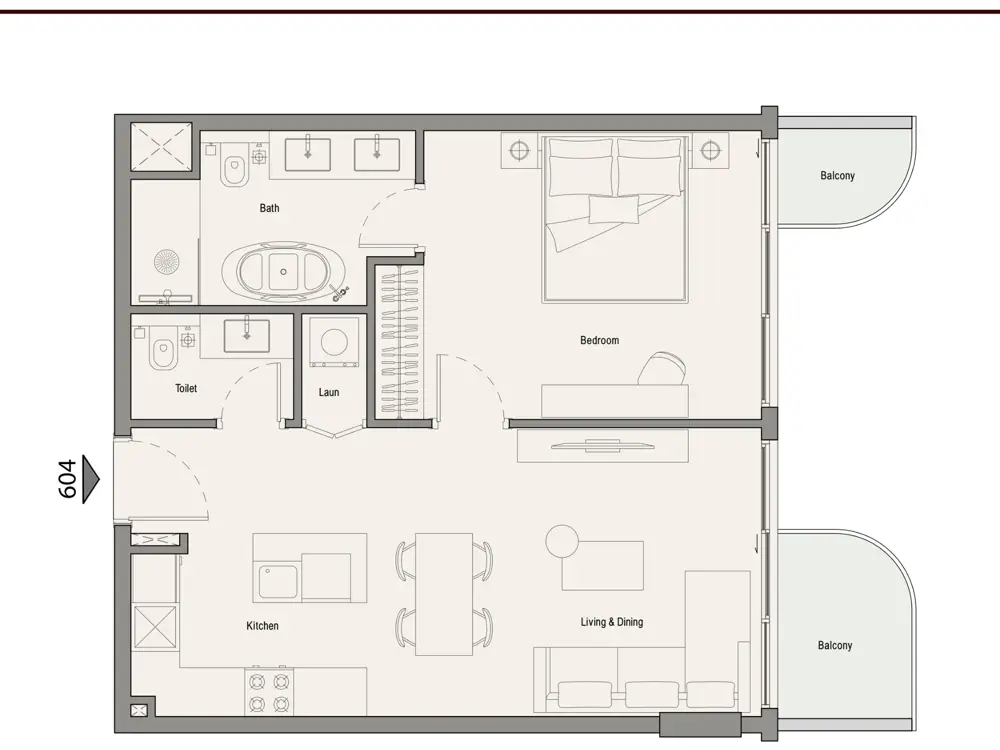 Balcony
Bath
Bedroom
Toilet
Laun
604
Kitchen
Living & Dining
Balcony